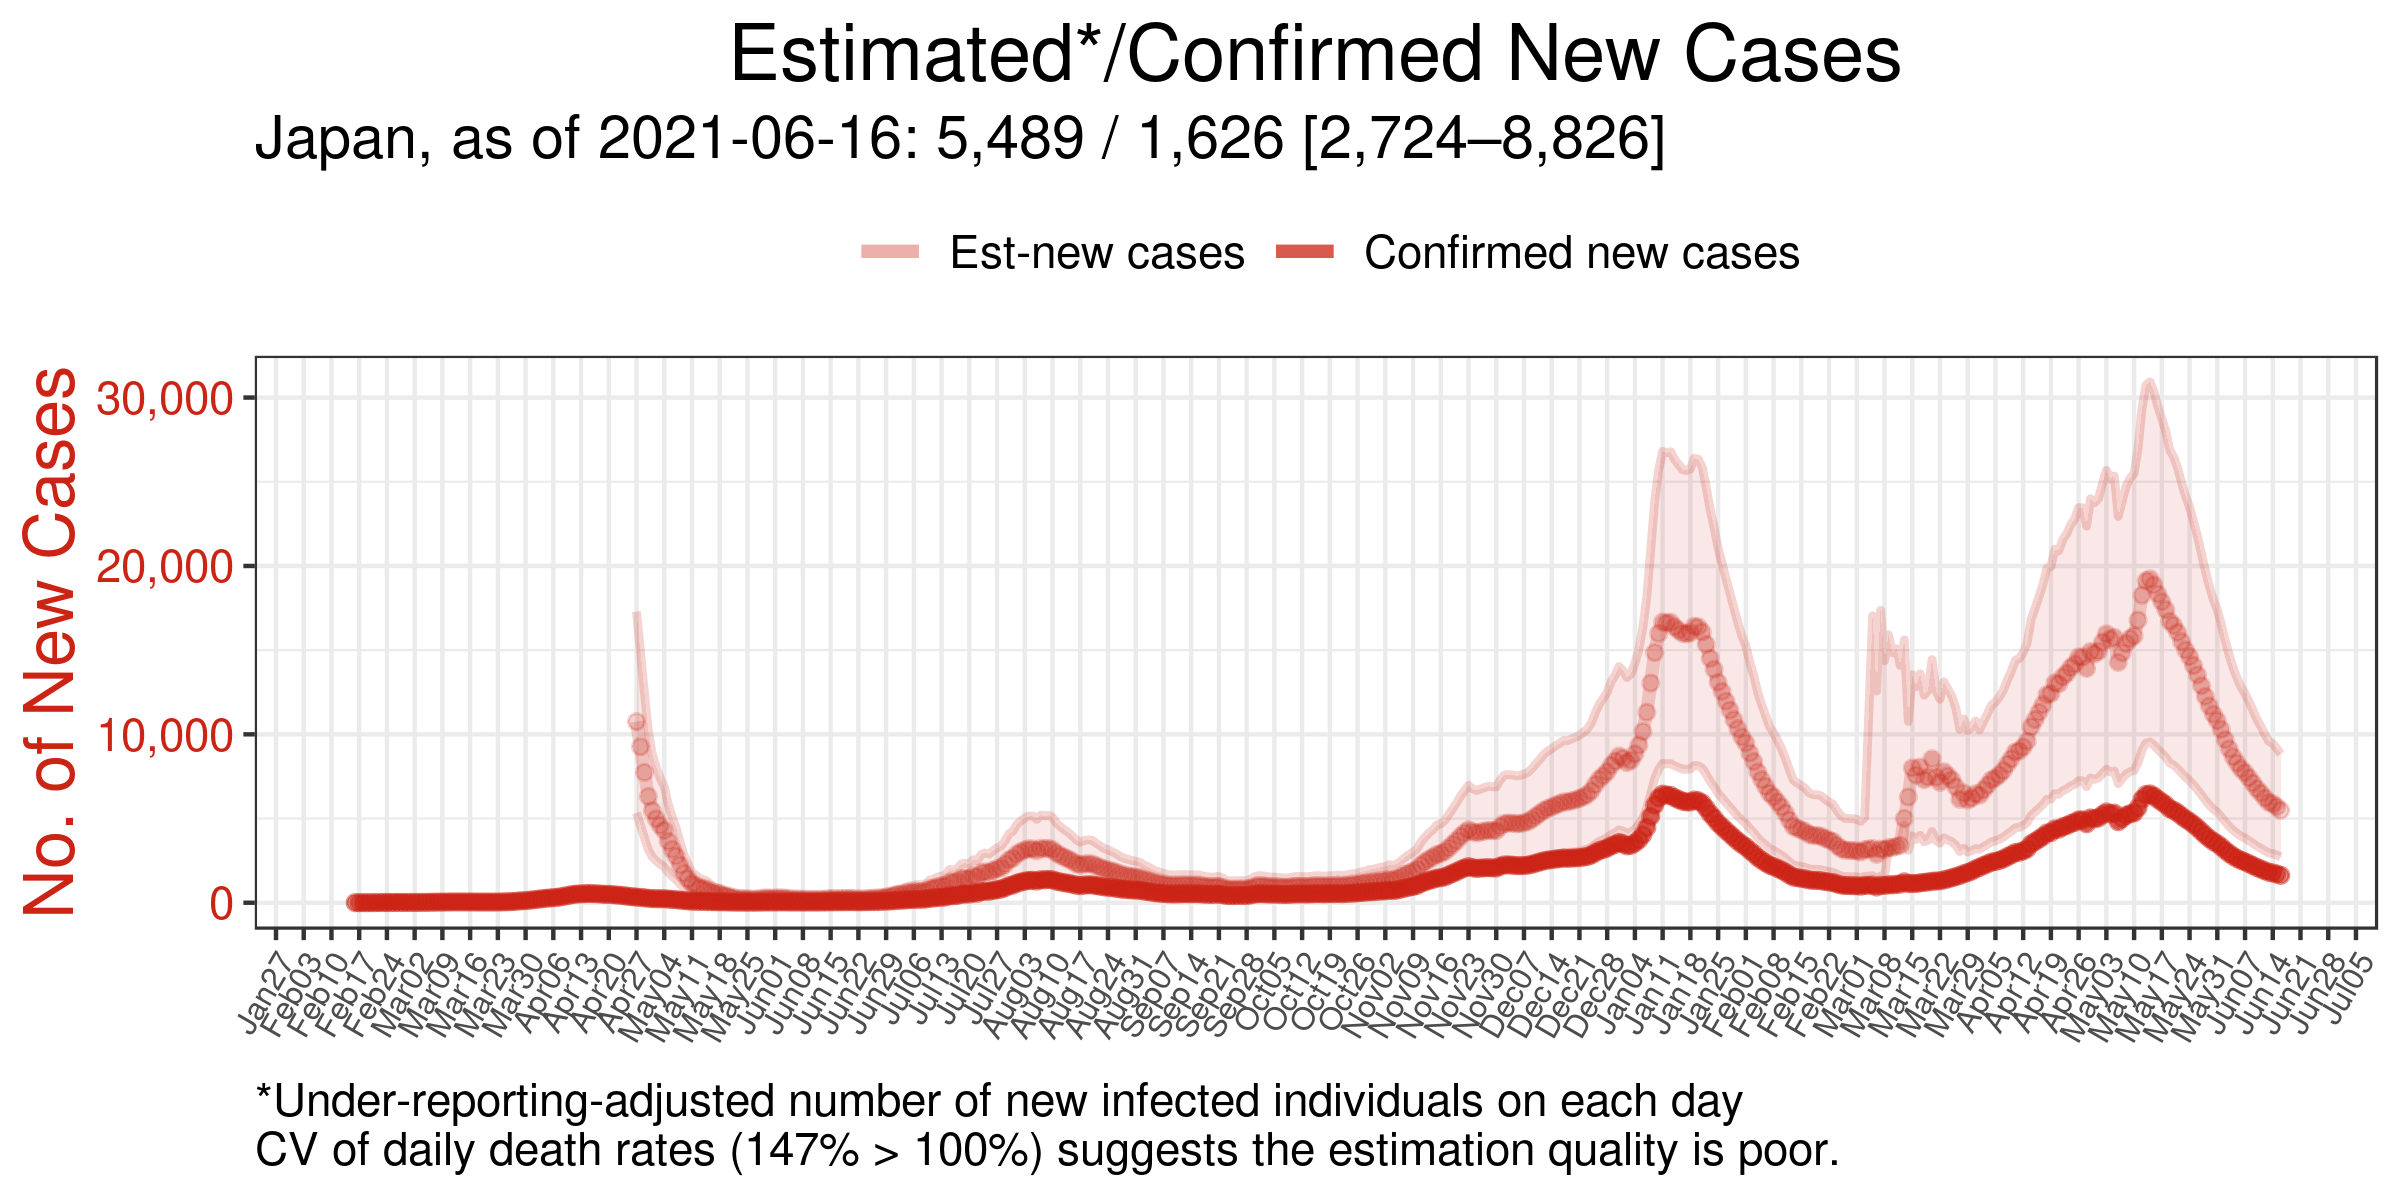 Estimated*/Confirmed New Cases
Japan, as of 2021-06-16: 5,489 / 1,626 [2,724–8,826]
Est-new cases Confirmed new cases
No. of New Cases
30,000
20,000
10,000
0
Jan27 Feb03 Feb10 Feb17 Feb24 Mar02 Mar09 Mar16 Mar23 Mar30 Apr06 Apr13 Apr20 Apr27 May04 May11 May18 May25 Jun01 Jun08 Jun15 Jun22 Jun29 Jul06 Jul13 Jul20 Jul27 Aug03 Aug10 Aug17 Aug24 Aug31 Sep07 Sep14 Sep21 Sep28 Oct05 Oct12 Oct19 Oct26 Nov02 Nov09 Nov16 Nov23 Nov30 Dec07 Dec14 Dec21 Dec28 Jan04 Jan11 Jan18 Jan25 Feb01 Feb08 Feb15 Feb22 Mar01 Mar08 Mar15 Mar22 Mar29 Apr05 Apr12 Apr19 Apr26 May03 May10 May17 May24 May31 Jun07 Jun14 Jun21 Jun28 Jul05
*Under-reporting-adjusted number of new infected individuals on each day
CV of daily death rates (147% > 100%) suggests the estimation quality is poor.